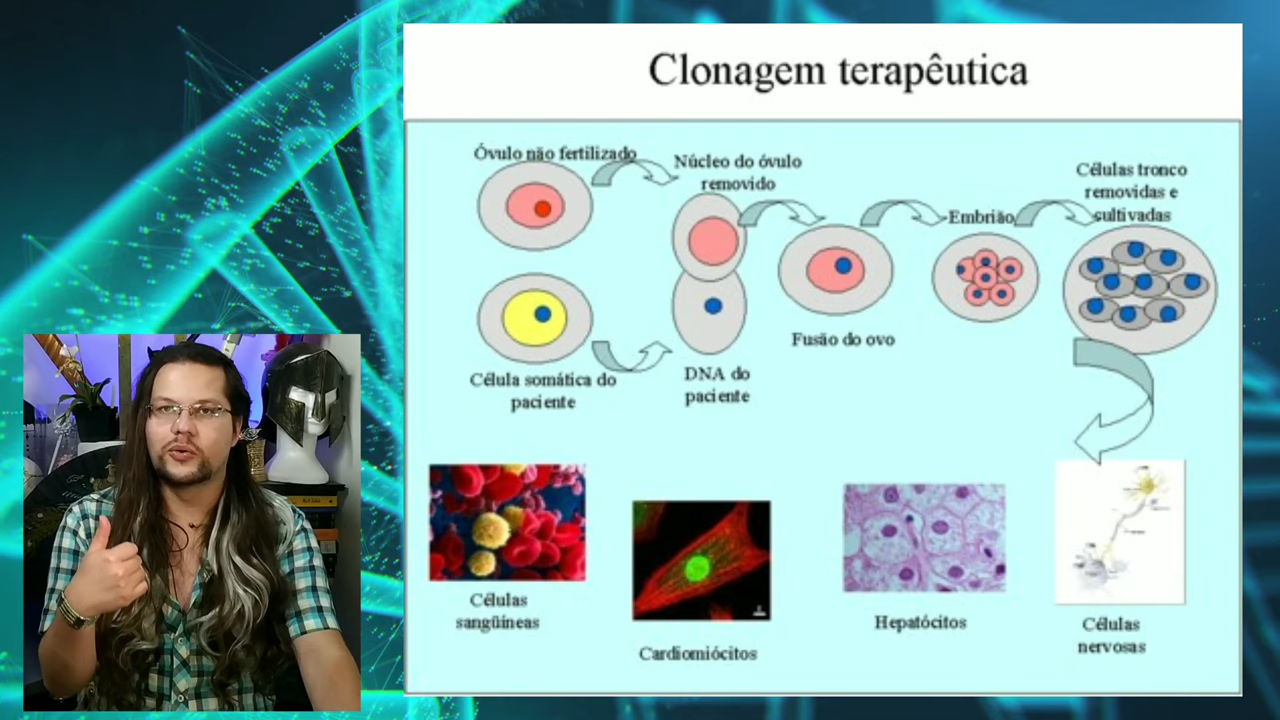 Clonagem terapêutica
Óvulo não fertilizado
Núcleo do óvulo
removido
Células tronco
removidas e
cultivadas
Embrião
Fusão do ovo
Célula somática do
paciente
DNA do
paciente
Células
sangüíneas
Cardiomiócitos
Hepatócitos
Células
nervosas